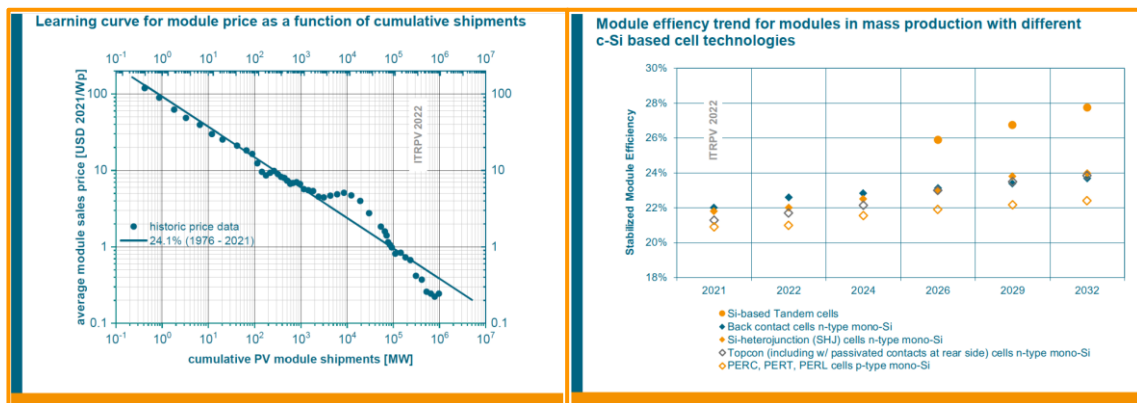 Learning curve for module price as a function of cumulative shipments
10-1 100 101 102 103 104 105 106 107
average module sales price [USD 2021/Wp]
100 100
10 10
ITRPV 2022
historic price data
24.1% (1976 - 2021)
1 1
0.1 0.1
10-1 100 101 102 103 104 105 106 107
cumulative PV module shipments [MW]
Module effiency trend for modules in mass production with different
c-Si based cell technologies
Stabilized Module Efficiency
30%
28%
26%
24%
22%
20%
18%
ITRPV 2022
2021 2022 2024 2026 2029 2032
Si-based Tandem cells
Back contact cells n-type mono-Si
Si-heterojunction (SHJ) cells n-type mono-Si
Topcon (including w/ passivated contacts at rear side) cells n-type mono-Si
PERC, PERT, PERL cells p-type mono-Si